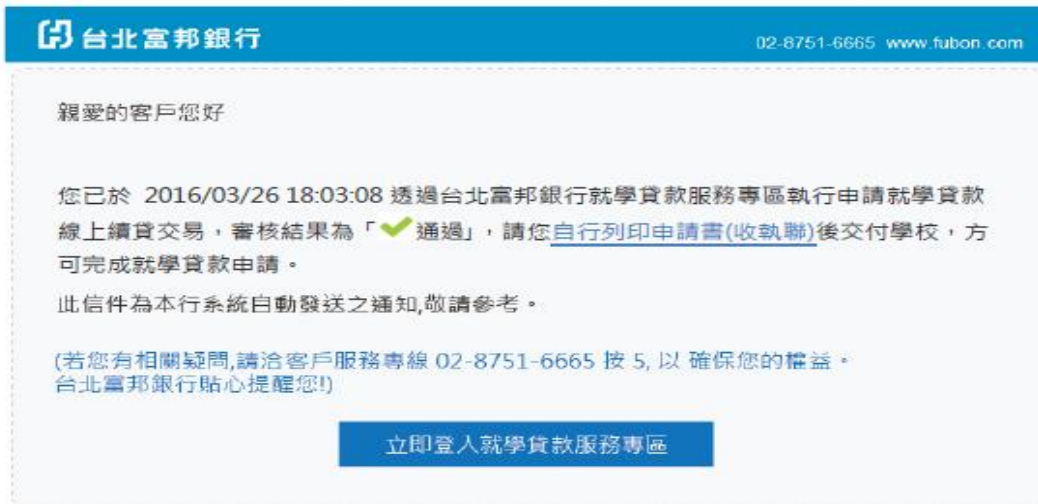 台北富邦銀行
02-8751-6665 www.fubon.com
親愛的客戶您好
您已於 2016/03/26 18:03:08 透過台北富邦銀行就學貸款服務專區執行申請就學貸款
線上續貸交易,審核結果為「✔通過」,請您自行列印申請書(收執聯)後交付學校,方
可完成就學貸款申請。
此信件為本行系統自動發送之通知,敬請參考。
(若您有相關疑問,請洽客戶服務專線 02-8751-6665 按 5, 以 確保您的權益。
台北富邦銀行貼心提醒您!)
立即登入就學貸款服務專區